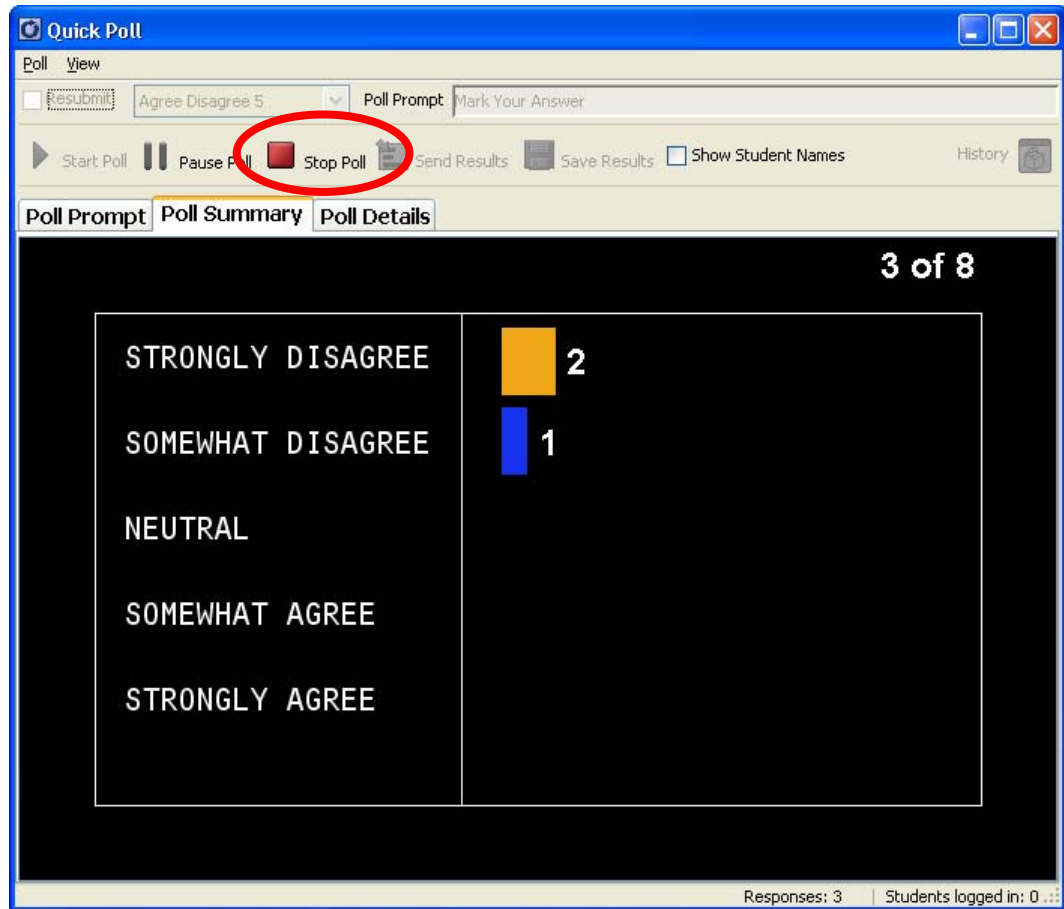 Quick Poll
Poll View
Resubmit Agree Disagree 5 Poll Prompt Mark Your Answer
Start Poll Pause Poll Stop Poll Send Results Save Results Show Student Names History
Poll Prompt Poll Summary Poll Details
3 of 8
STRONGLY DISAGREE 2
SOMEWHAT DISAGREE 1
NEUTRAL
SOMEWHAT AGREE
STRONGLY AGREE
Responses: 3 Students logged in: 0